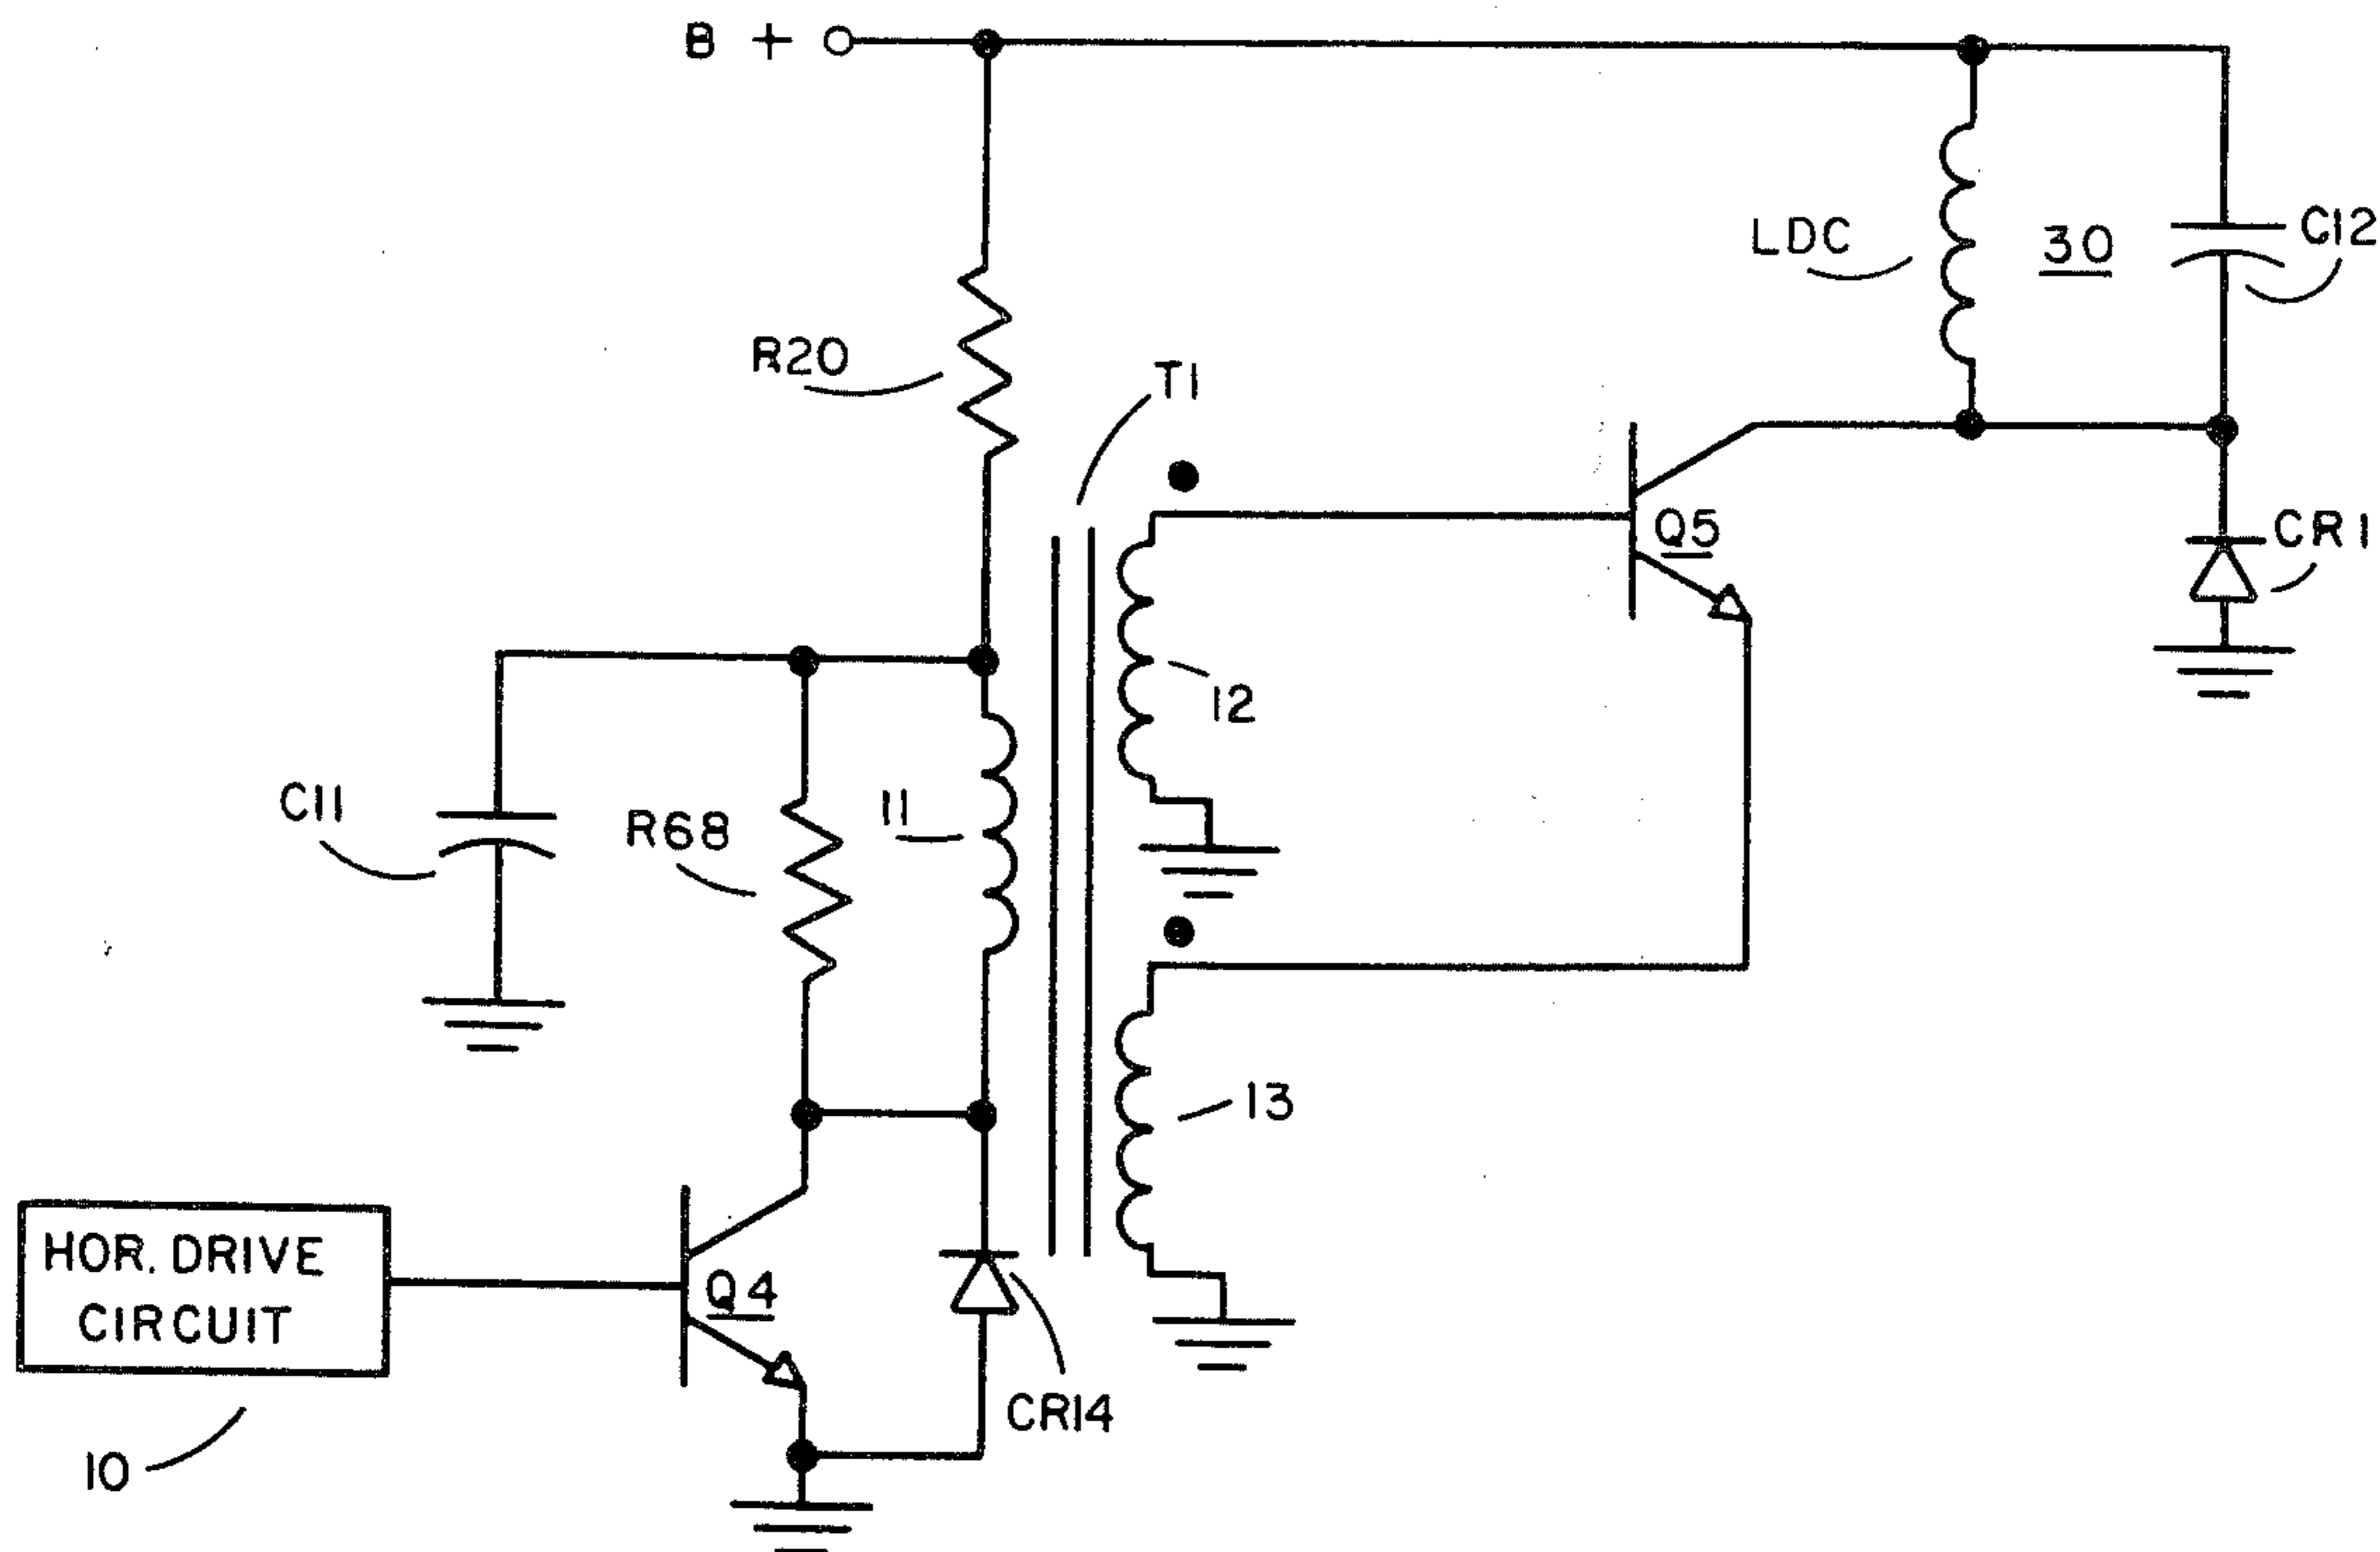 B +
LDC
30
C12
R20
T1
Q5
CR1
12
C11
R68
11
13
HOR. DRIVE
CIRCUIT
Q4
CR14
10